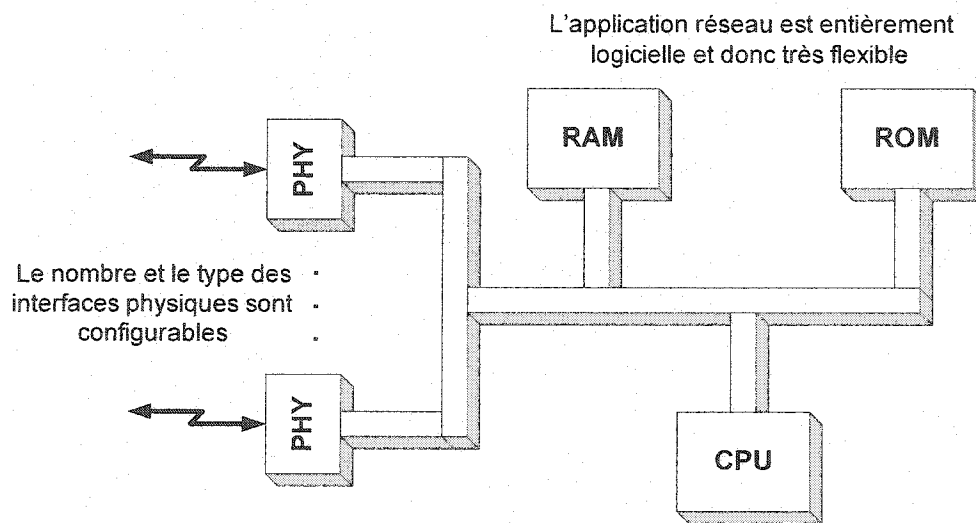 L'application réseau est entièrement
logicielle et donc très flexible
RAM
ROM
PHY
Le nombre et le type des
interfaces physiques sont
configurables
PHY
CPU